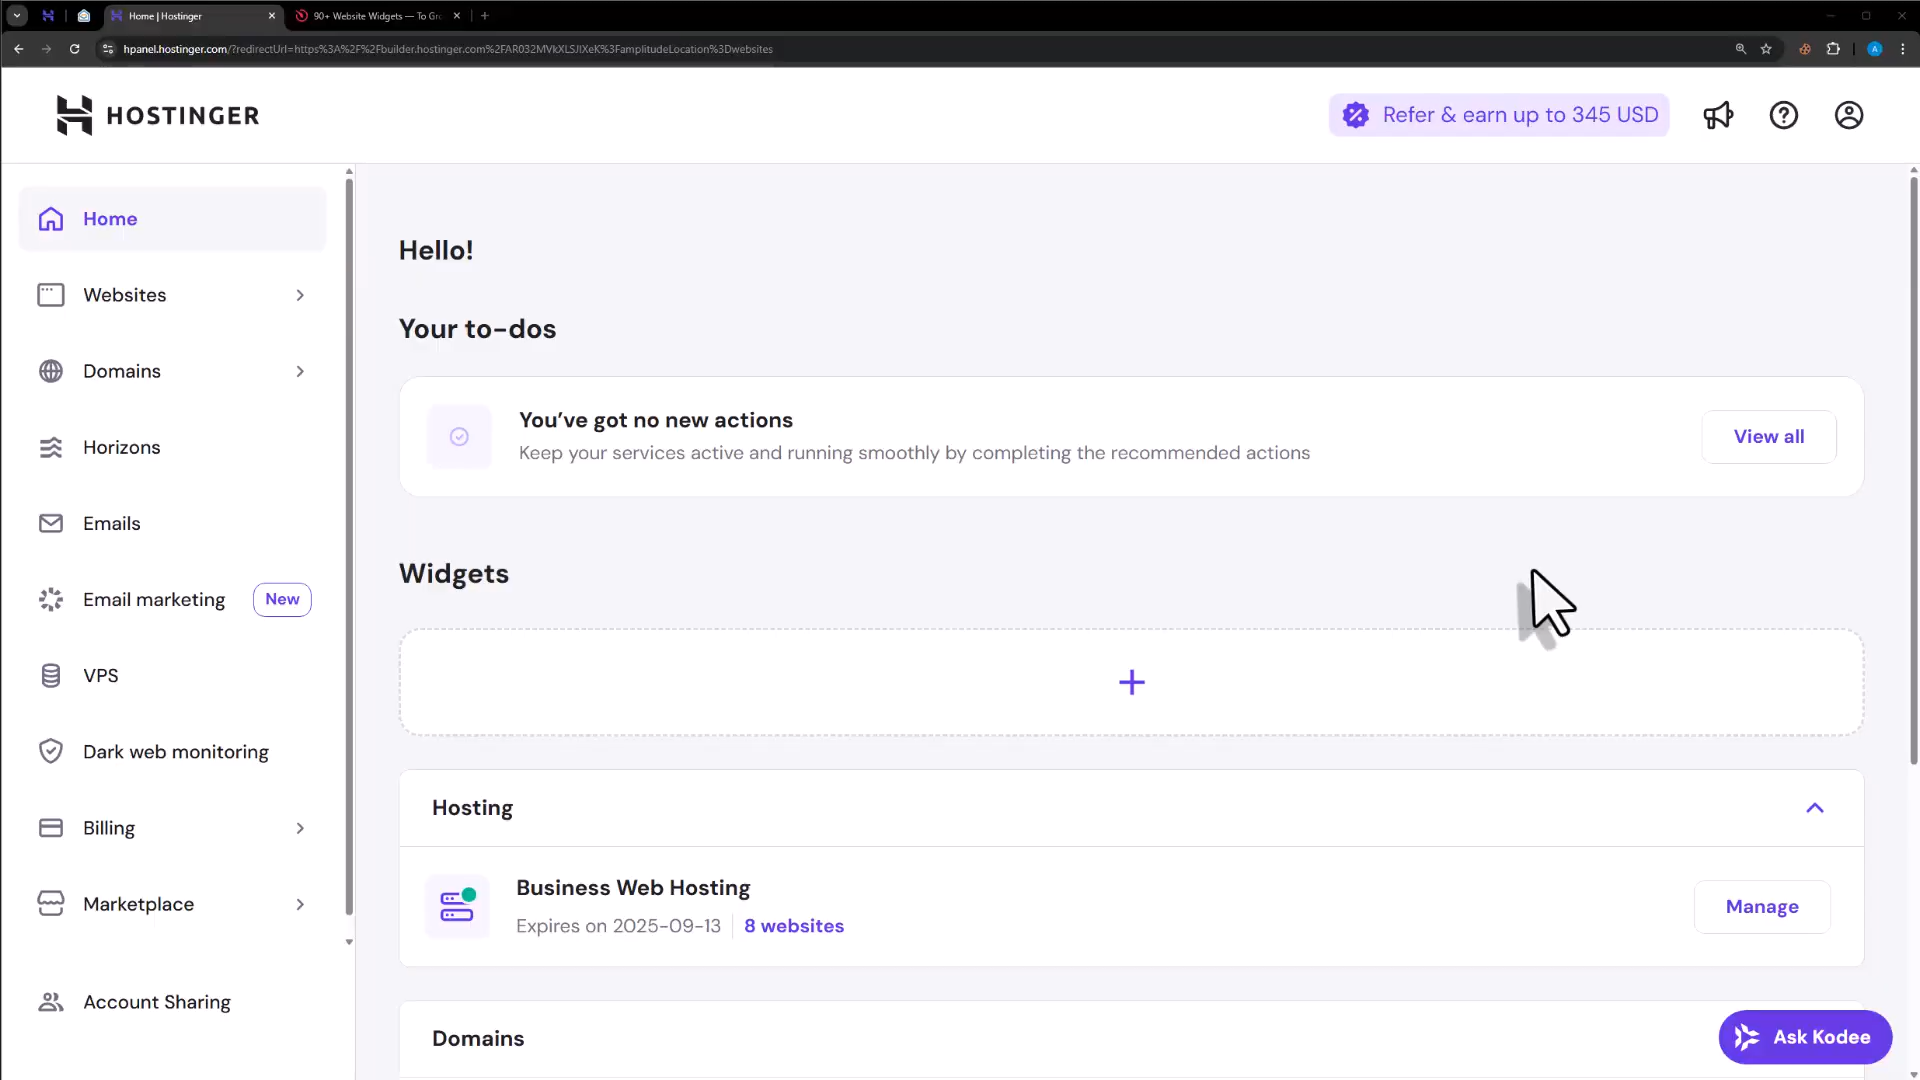 Home | Hostinger
90+ Website Widgets — To Gr
hpanel.hostinger.com/?redirectUrl=https%3A%2F%2Fbuilder.hostinger.com%2FAR032MVkXLSJIXeK%3FamplitudeLocation%3Dwebsites
A
HOSTINGER
Refer & earn up to 345 USD
Home
Websites
Domains
Horizons
Emails
Email marketing New
VPS
Dark web monitoring
Billing
Marketplace
Account Sharing
Hello!
Your to-dos
You've got no new actions
Keep your services active and running smoothly by completing the recommended actions
View all
Widgets
Hosting
Business Web Hosting
Expires on 2025-09-13 8 websites
Manage
Domains
Ask Kodee